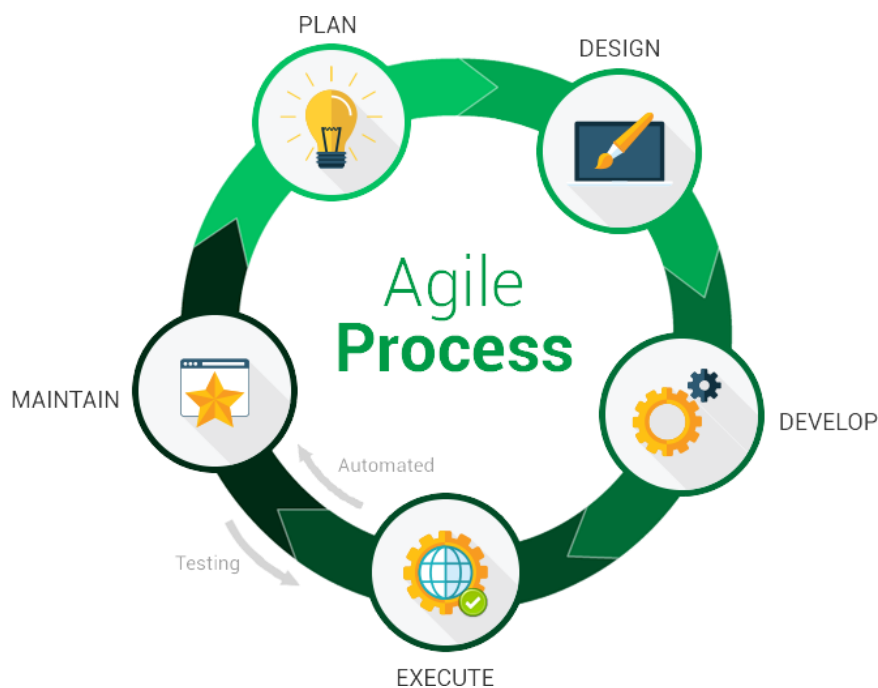 PLAN
DESIGN
Agile
Process
MAINTAIN
DEVELOP
Automated
Testing
EXECUTE